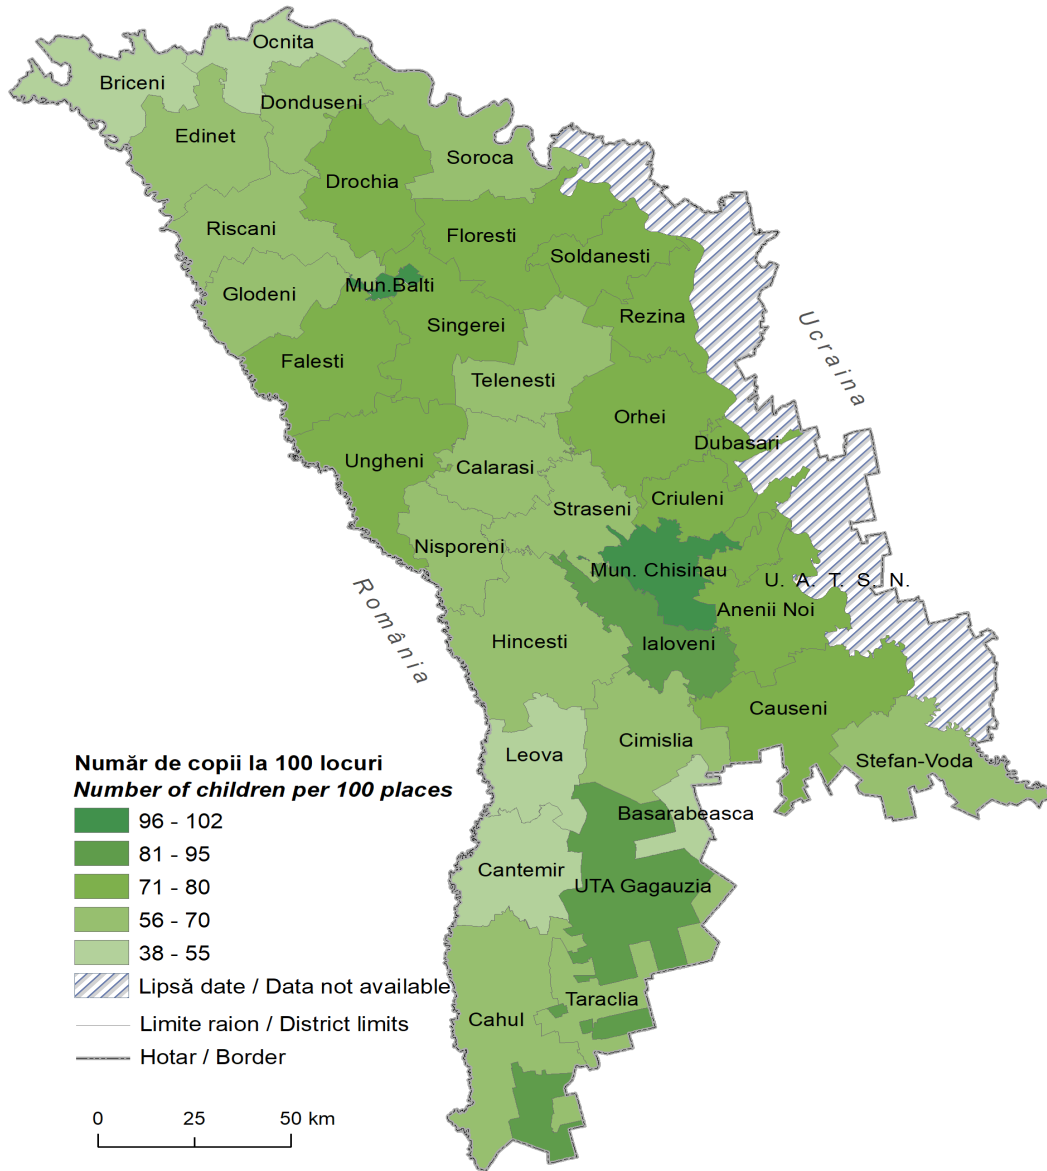 Ocnita
Briceni
Donduseni
Edinet
Soroca
Drochia
Riscani
Floresti
Soldanesti
Mun.Balti
Glodeni
Rezina
Singerei
Ucraina
Falesti
Telenesti
Orhei
Dubasari
Ungheni
Calarasi
Criuleni
Straseni
Nisporeni
Mun. Chisinau
U. A. T. S. N.
Anenii Noi
România
Hincesti
Ialoveni
Causeni
Cimislia
Leova
Stefan-Voda
Basarabeasca
Cantemir
UTA Gagauzia
Taraclia
Cahul
Număr de copii la 100 locuri
Number of children per 100 places
96 - 102
81 - 95
71 - 80
56 - 70
38 - 55
Lipsă date / Data not available
Limite raion / District limits
Hotar / Border
0 25 50 km